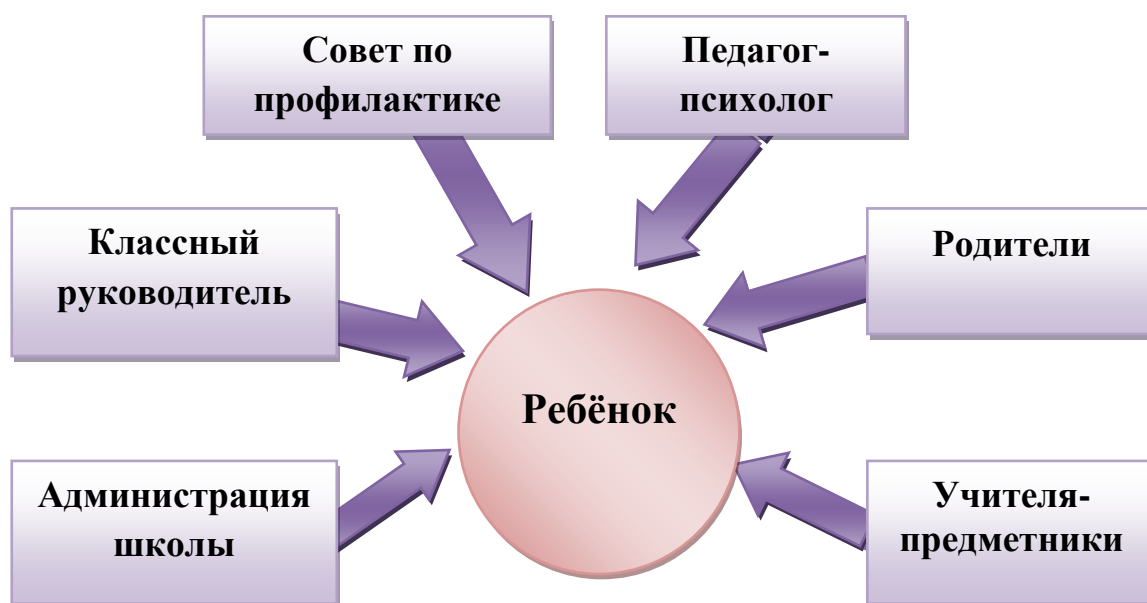 Совет по
профилактике
Педагог-
психолог
Классный
руководитель
Родители
Ребёнок
Администрация
школы
Учителя-
предметники